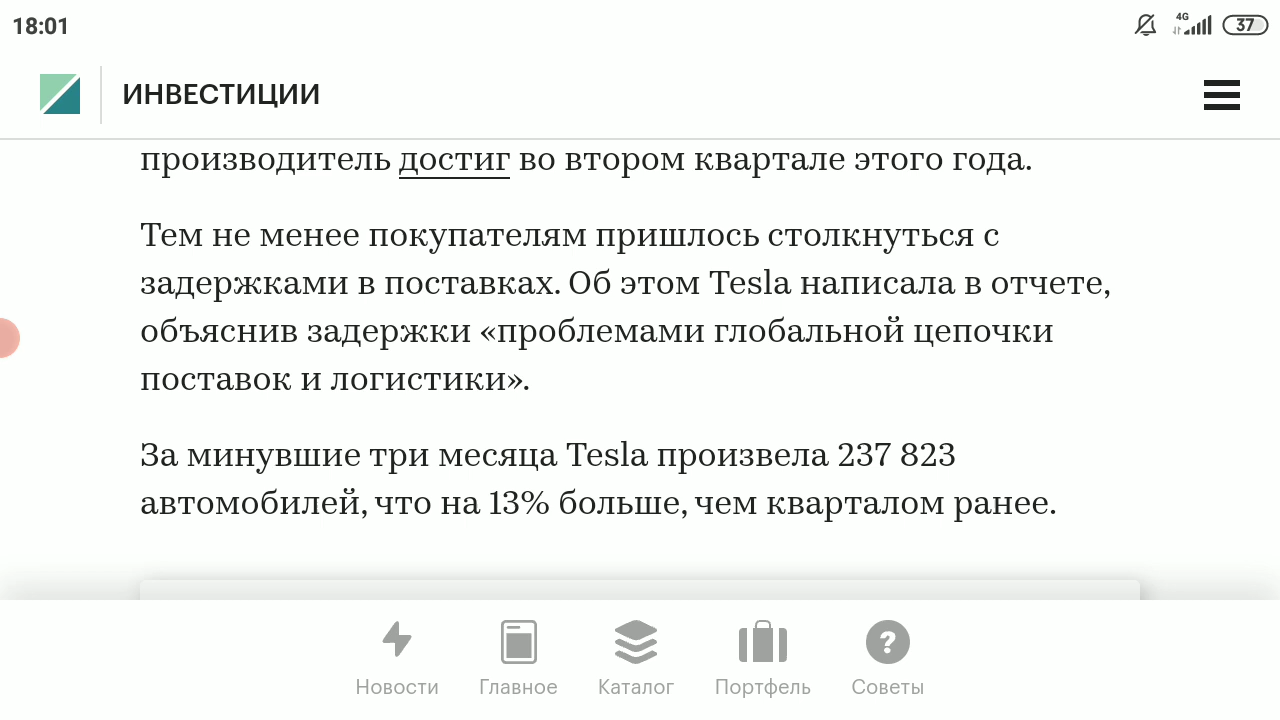 18:01
4G
37
ИНВЕСТИЦИИ
производитель достиг во втором квартале этого года.
Тем не менее покупателям пришлось столкнуться с
задержками в поставках. Об этом Tesla написала в отчете,
объяснив задержки «проблемами глобальной цепочки
поставок и логистики».
За минувшие три месяца Tesla произвела 237 823
автомобилей, что на 13% больше, чем кварталом ранее.
Новости
Главное
Каталог
Портфель
Советы